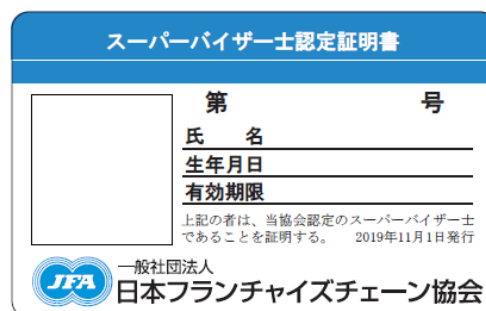 スーパーバイザー士認定証明書
第 号
氏 名
生年月日
有効期限
上記の者は、当協会認定のスーパーバイザー士
であることを証明する。 2019年11月1日発行
JFA
一般社団法人
日本フランチャイズチェーン協会